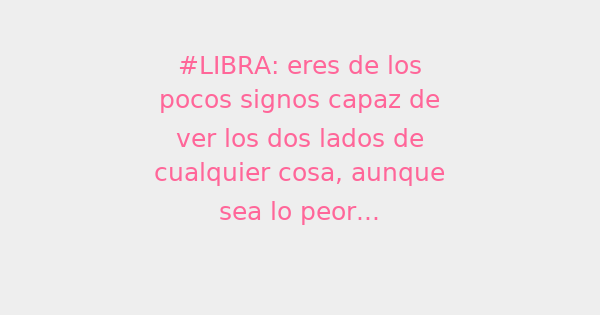 #LIBRA: eres de los
pocos signos capaz de
ver los dos lados de
cualquier cosa, aunque
sea lo peor...